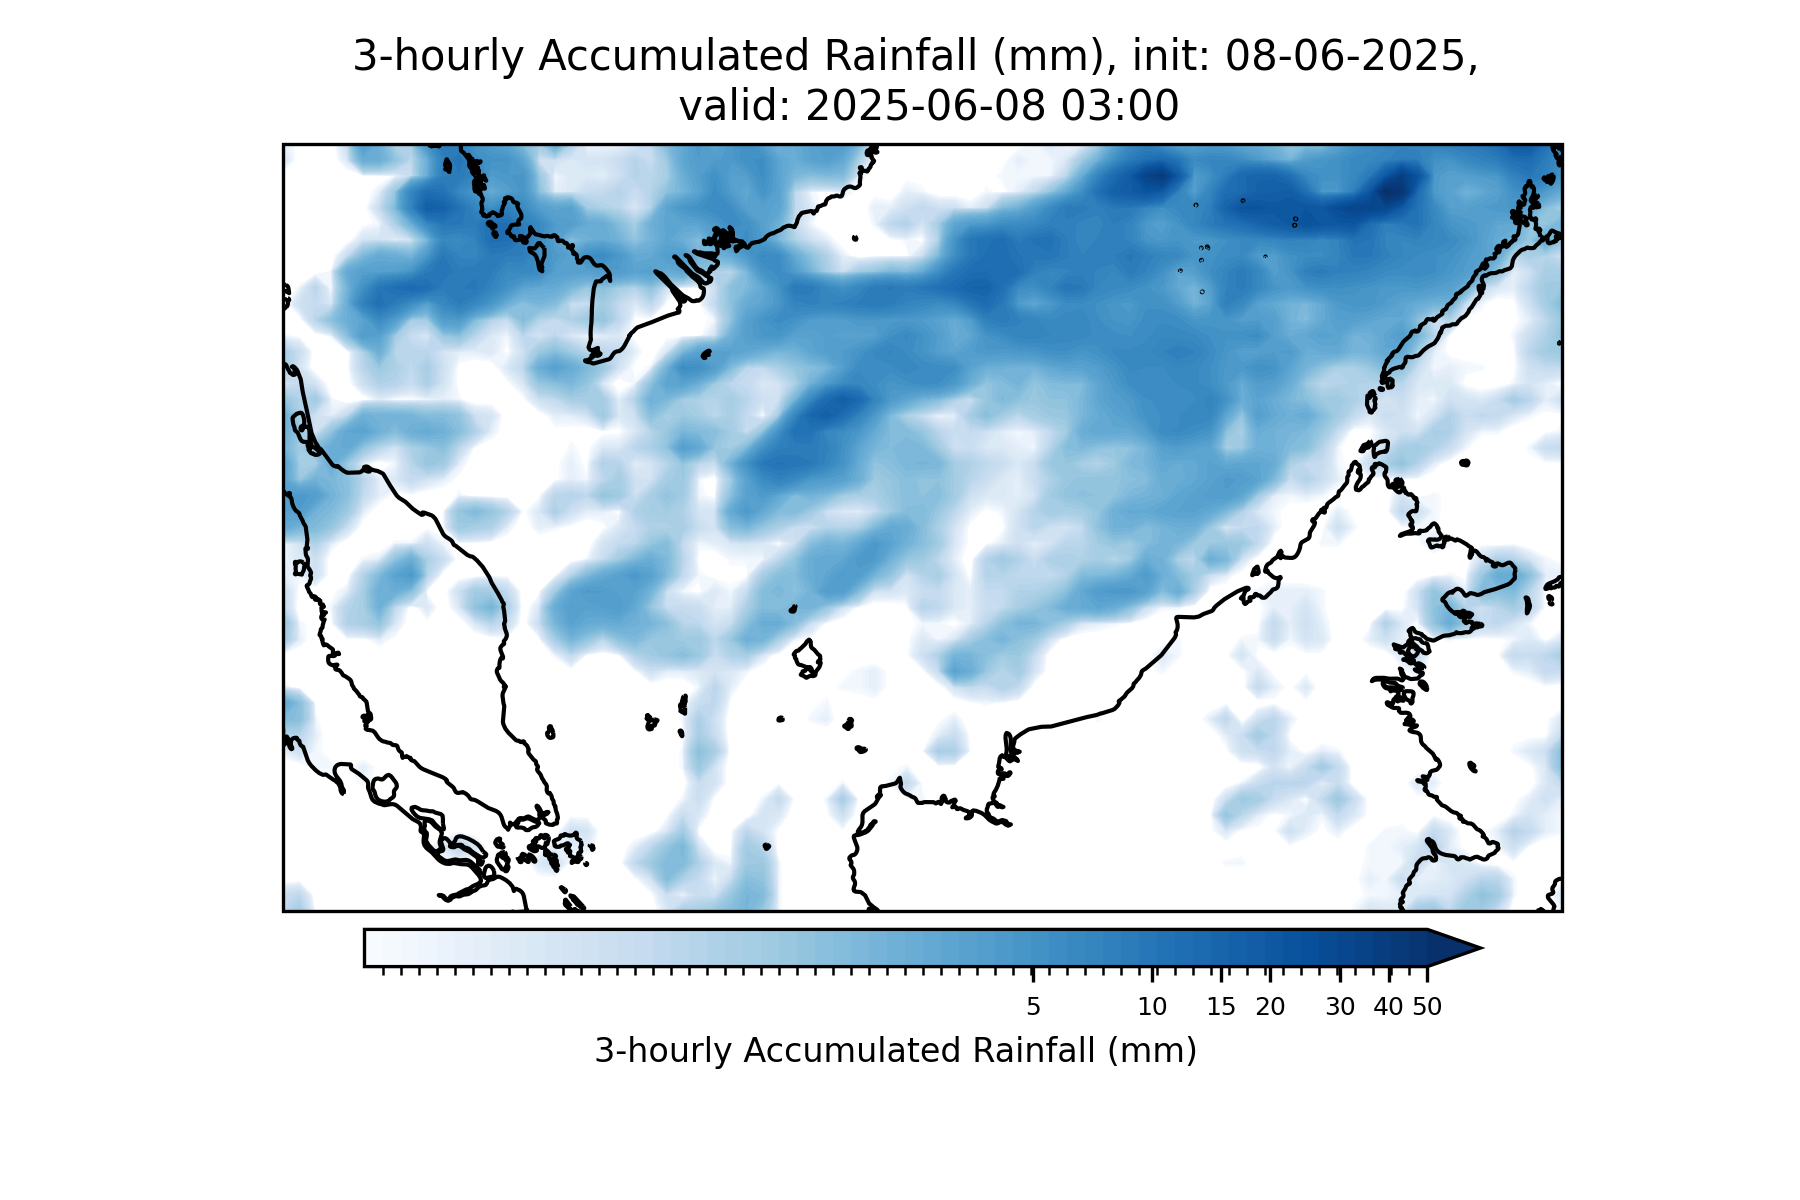 3-hourly Accumulated Rainfall (mm), init: 08-06-2025,
valid: 2025-06-08 03:00
5 10 15 20 30 40 50
3-hourly Accumulated Rainfall (mm)